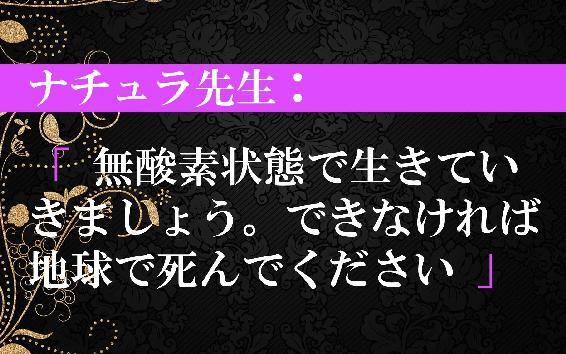 ナチュラ先生：
「 無酸素状態で生きてい
きましょう。できなければ
地球で死んでください 」